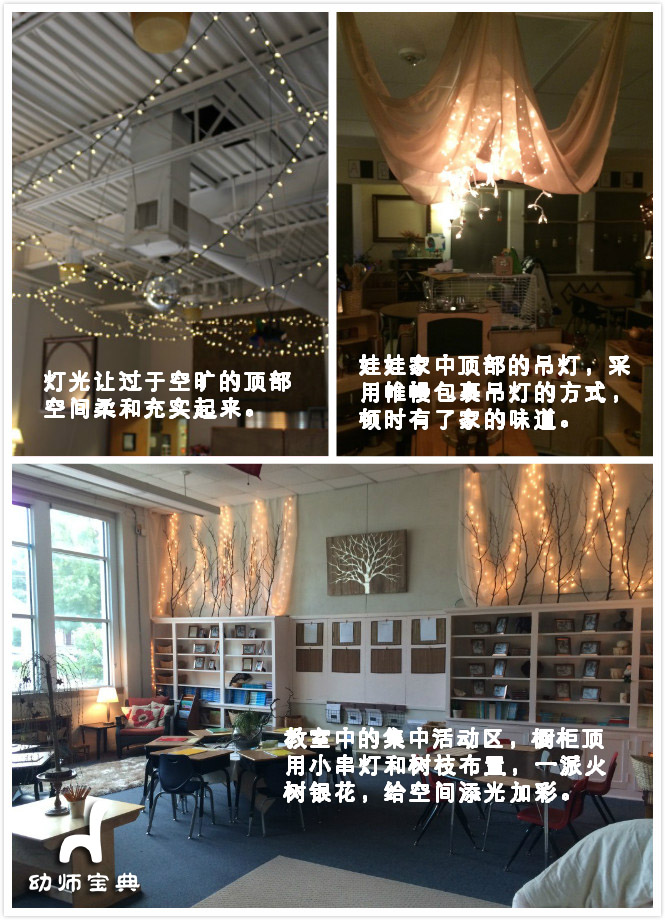 灯光让过于空旷的顶部
空间柔和充实起来。
娃娃家中顶部的吊灯，采
用帷幔包裹吊灯的方式，
顿时有了家的味道。
教室中的集中活动区，橱柜顶
用小串灯和树枝布置，一派火
树银花，给空间添光加彩。
幼师宝典